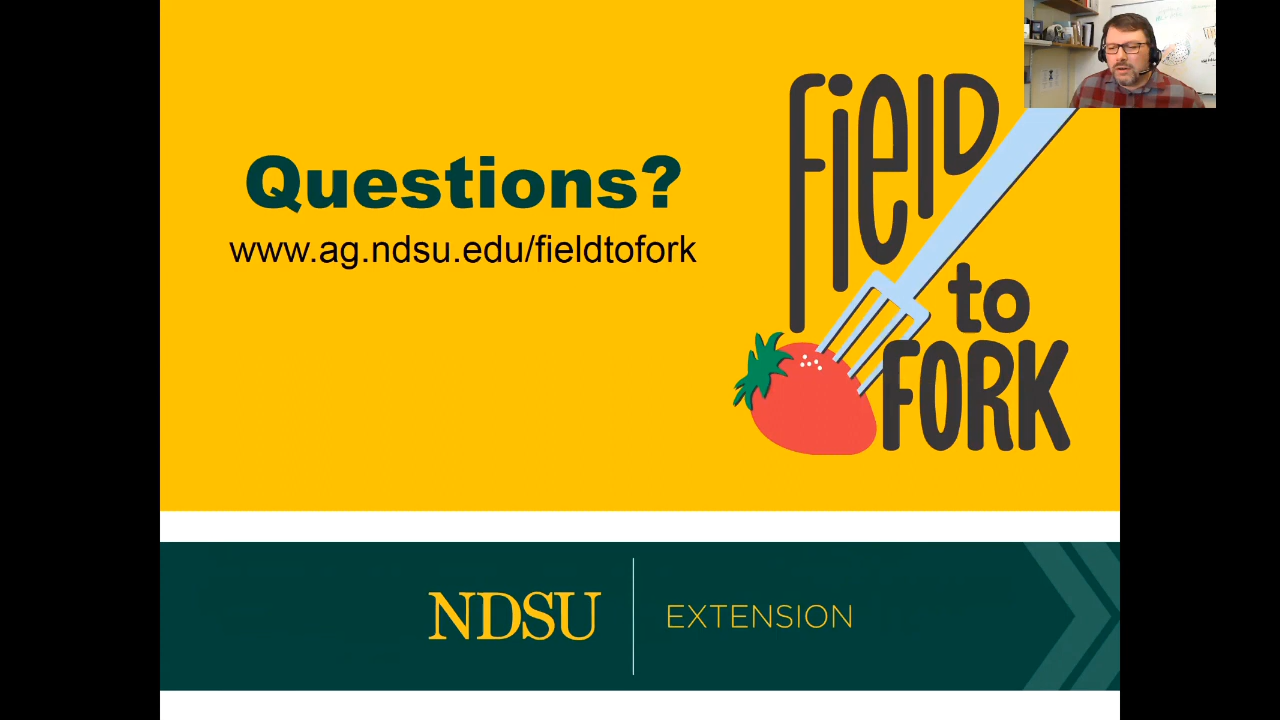 Questions?
www.ag.ndsu.edu/fieldtofork
FiELD
to
FORK
NDSU
EXTENSION